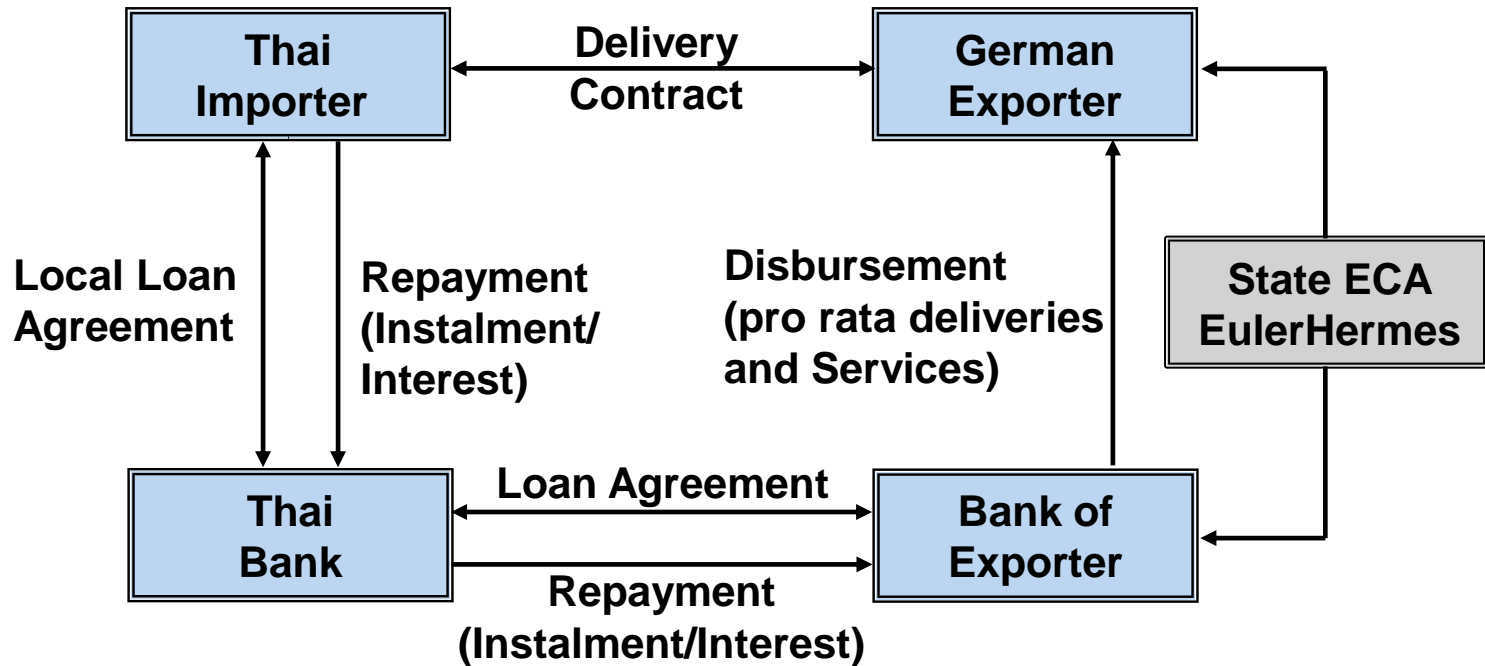 Thai
Importer
Delivery
Contract
German
Exporter
Local Loan
Agreement
Repayment
(Instalment/
Interest)
Disbursement
(pro rata deliveries
and Services)
State ECA
EulerHermes
Thai
Bank
Loan Agreement
Bank of
Exporter
Repayment
(Instalment/Interest)